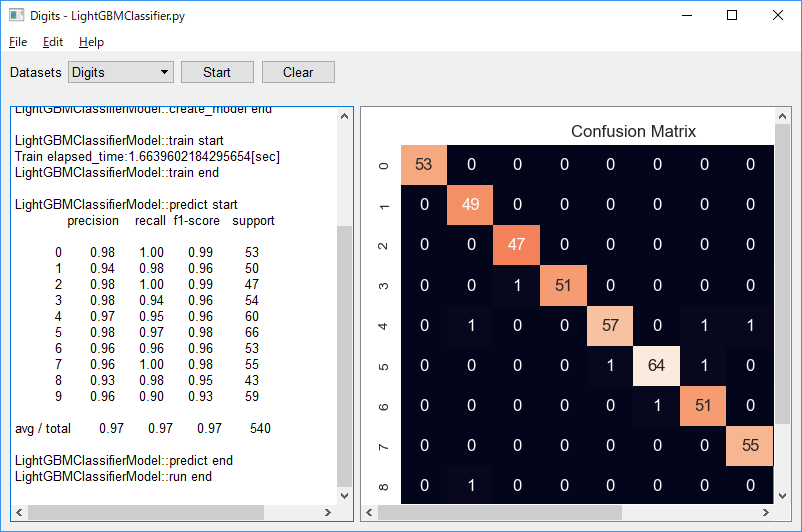 Digits - LightGBMClassifier.py
File Edit Help
Datasets Digits Start Clear
LightGBMClassifierModel::create_model end
LightGBMClassifierModel::train start
Train elapsed_time:1.6639602184295654[sec]
LightGBMClassifierModel::train end
LightGBMClassifierModel::predict start
precision recall f1-score support
0 0.98 1.00 0.99 53
1 0.94 0.98 0.96 50
2 0.98 1.00 0.99 47
3 0.98 0.94 0.96 54
4 0.97 0.95 0.96 60
5 0.98 0.97 0.98 66
6 0.96 0.96 0.96 53
7 0.96 1.00 0.98 55
8 0.93 0.98 0.95 43
9 0.96 0.90 0.93 59
avg / total 0.97 0.97 0.97 540
LightGBMClassifierModel::predict end
LightGBMClassifierModel::run end
Confusion Matrix
0 53 0 0 0 0 0 0 0
1 0 49 0 0 0 0 0 0
2 0 0 47 0 0 0 0 0
3 0 0 1 51 0 0 0 0
4 0 1 0 0 57 0 1 1
5 0 0 0 0 1 64 1 0
6 0 0 0 0 0 1 51 0
7 0 0 0 0 0 0 0 55
8 0 1 0 0 0 0 0 0